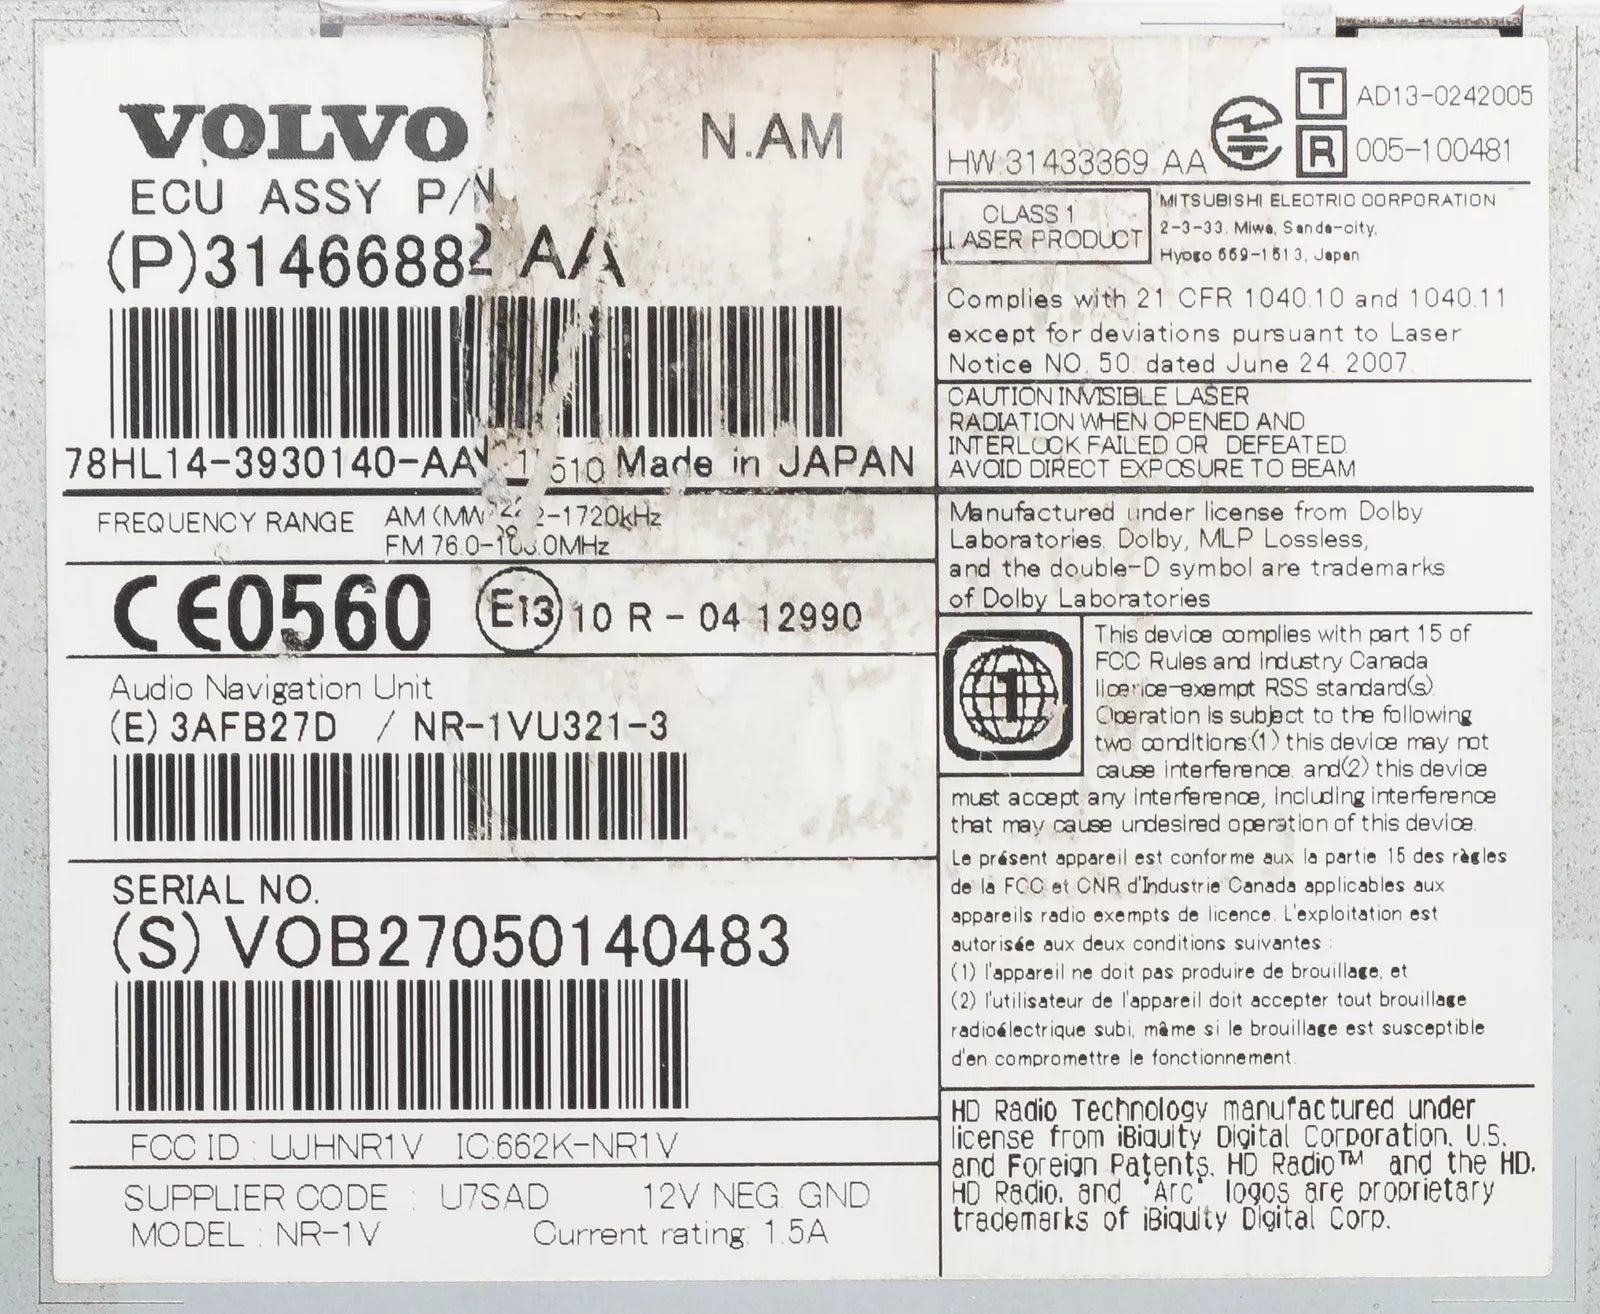 VOLVO
N.AM
ECU ASSY P/N
(P)31466882 AA
78HL14-3930140-AA
510 Made in JAPAN
FREQUENCY RANGE
AM(MW) 2-1720kHz
FM 76.0-108.0MHz
CE0560
E13 10 R - 04 12990
Audio Navigation Unit
(E) 3AFB27D / NR-1VU321-3
SERIAL NO.
(S) VOB27050140483
FCC ID : UJHNR1V IC:662K-NR1V
SUPPLIER CODE : U7SAD 12V NEG. GND
MODEL : NR-1V Current rating: 1.5A
T AD13-0242005
HW:31433369 AA R 005-100481
CLASS 1
LASER PRODUCT
MITSUBISHI ELECTRIC CORPORATION
2-3-33. Miwa, Sanda-city,
Hyogo 669-1513, Japan
Complies with 21 CFR 1040.10 and 1040.11
except for deviations pursuant to Laser
Notice NO. 50. dated June 24. 2007.
CAUTION INVISIBLE LASER
RADIATION WHEN OPENED AND
INTERLOCK FAILED OR DEFEATED.
AVOID DIRECT EXPOSURE TO BEAM
Manufactured under license from Dolby
Laboratories. Dolby, MLP Lossless,
and the double-D symbol are trademarks
of Dolby Laboratories
1
This device complies with part 15 of
FCC Rules and Industry Canada
licence-exempt RSS standard(s).
Operation is subject to the following
two conditions:(1) this device may not
cause interference. and(2) this device
must accept any interference, including interference
that may cause undesired operation of this device.
Le présent appareil est conforme aux la partie 15 des règles
de la FCC et CNR d'Industrie Canada applicables aux
appareils radio exempts de licence. L'exploitation est
autorisée aux deux conditions suivantes :
(1) l'appareil ne doit pas produire de brouillage, et
(2) l'utilisateur de l'appareil doit accepter tout brouillage
radioélectrique subi, même si le brouillage est susceptible
d'en compromettre le fonctionnement.
HD Radio Technology manufactured under
license from iBiquity Digital Corporation. U.S.
and Foreign Patents. HD Radio™ and the HD,
HD Radio, and "Arc" logos are proprietary
trademarks of iBiquity Digital Corp.